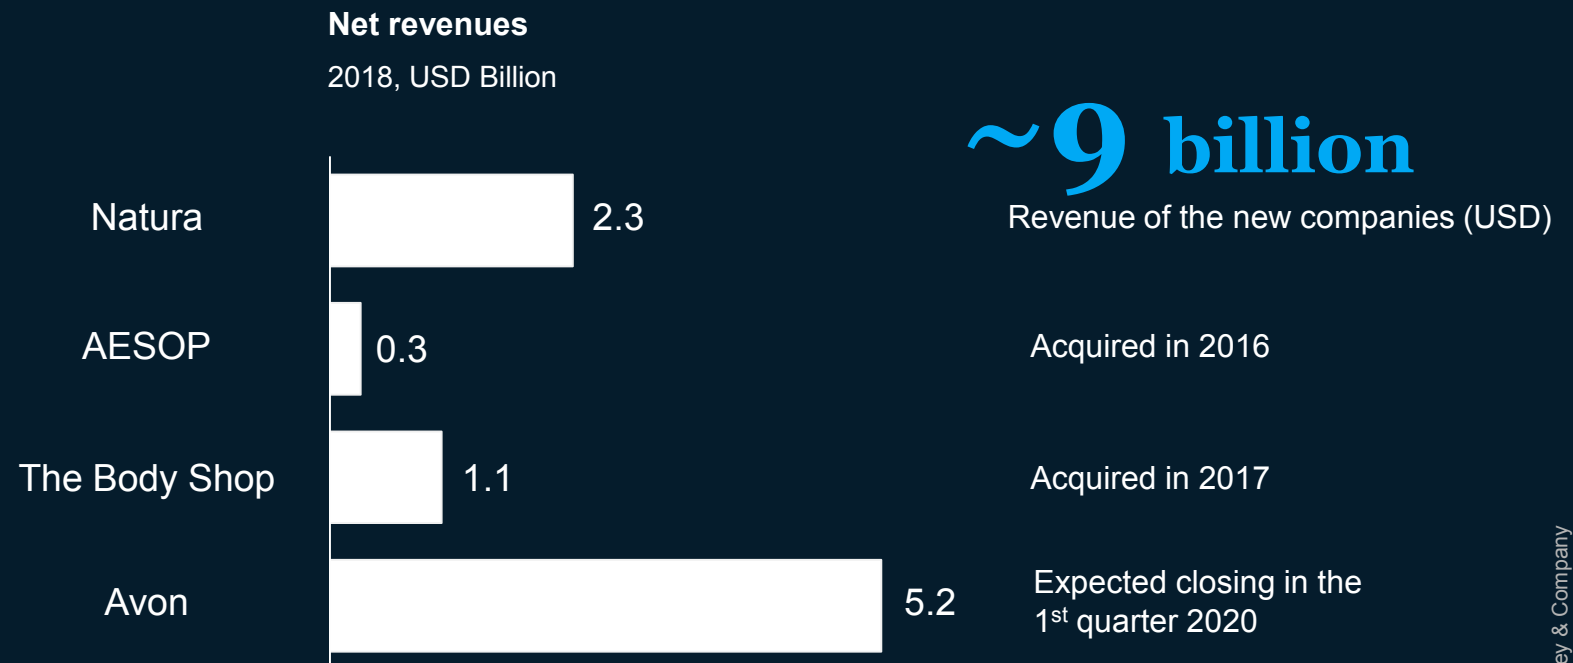 Net revenues
2018, USD Billion
~9 billion
Revenue of the new companies (USD)
Natura
2.3
AESOP
0.3
Acquired in 2016
The Body Shop
1.1
Acquired in 2017
Avon
5.2
Expected closing in the
1st quarter 2020
& Company